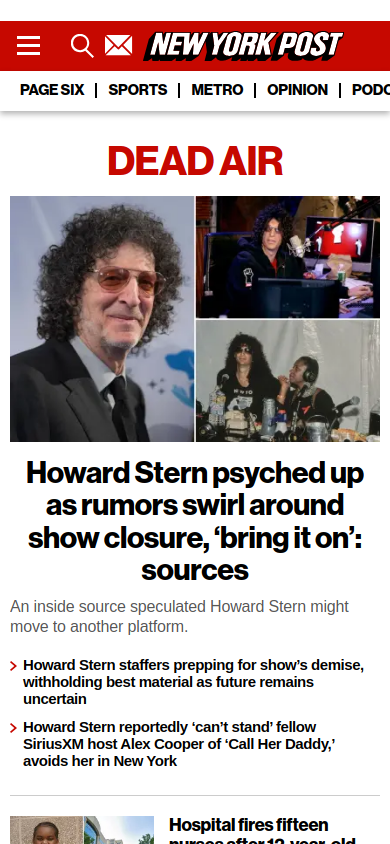 NEW YORK POST
PAGE SIX
SPORTS
METRO
OPINION
DEAD AIR
Howard Stern psyched up
as rumors swirl around
show closure, ‘bring it on’:
sources
An inside source speculated Howard Stern might
move to another platform.
Howard Stern staffers prepping for show’s demise,
withholding best material as future remains
uncertain
Howard Stern reportedly ‘can’t stand’ fellow
SiriusXM host Alex Cooper of ‘Call Her Daddy,’
avoids her in New York
Hospital fires fifteen
nurses after 12-year-old